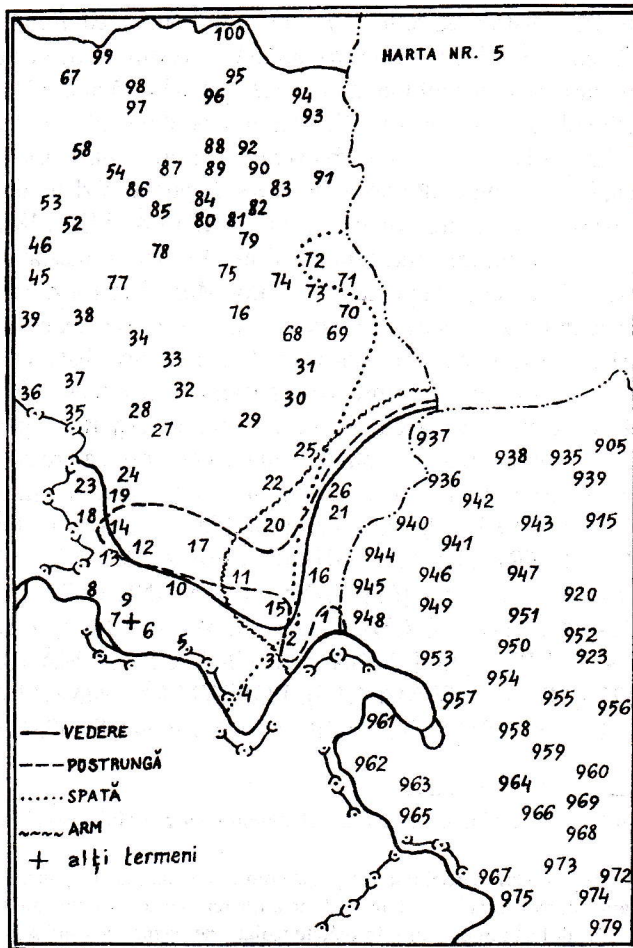 100
99
HARTA NR. 5
67 98 95
97 96 94
93
58 88 92
54 87 89 90 91
86 83
53 84 82
85 80 81
52
46 79
78 72
45 77 75 74 71
73
39 38 76 70
34 68 69
33 31
37 32
36 30
35 28 29
27 25 937
938 935 905
24 22 26 936 939
23 19 942
18 14 20 21 940 943 915
12 17 941
13 944
11 16 946 947
8 10 945
9 15 949 920
7 1 948 951
6 2 952
5 950
3 953 923
954
4 957 955 956
961 958
VEDERE 959
POSTRUNGĂ 962 960
963 964
SPATĂ 969
965 966
ARM 968
+ alți termeni
973
967 972
975 974
979